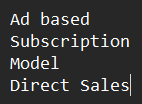 Ad based
Subscription
Model
Direct Sales